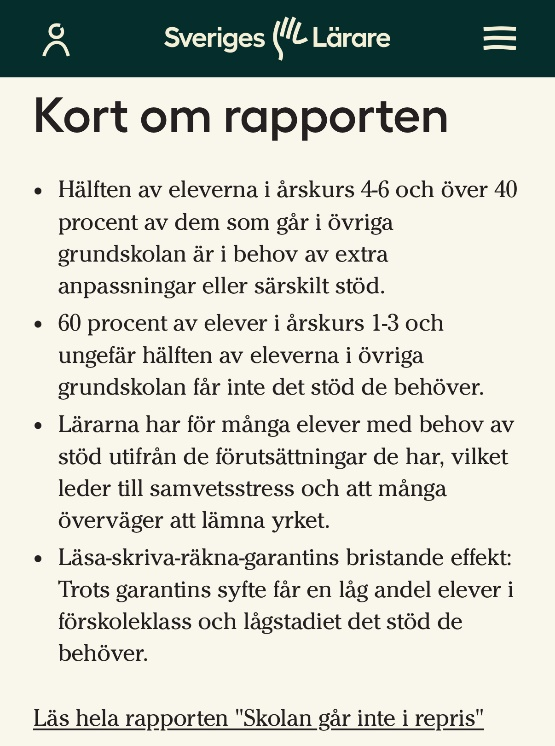 Sveriges Lärare
Kort om rapporten
• Hälften av eleverna i årskurs 4-6 och över 40
procent av dem som går i övriga
grundskolan är i behov av extra
anpassningar eller särskilt stöd.
• 60 procent av elever i årskurs 1-3 och
ungefär hälften av eleverna i övriga
grundskolan får inte det stöd de behöver.
• Lärarna har för många elever med behov av
stöd utifrån de förutsättningar de har, vilket
leder till samvetsstress och att många
överväger att lämna yrket.
• Läsa-skriva-räkna-garantins bristande effekt:
Trots garantins syfte får en låg andel elever i
förskoleklass och lågstadiet det stöd de
behöver.
Läs hela rapporten "Skolan går inte i repris"